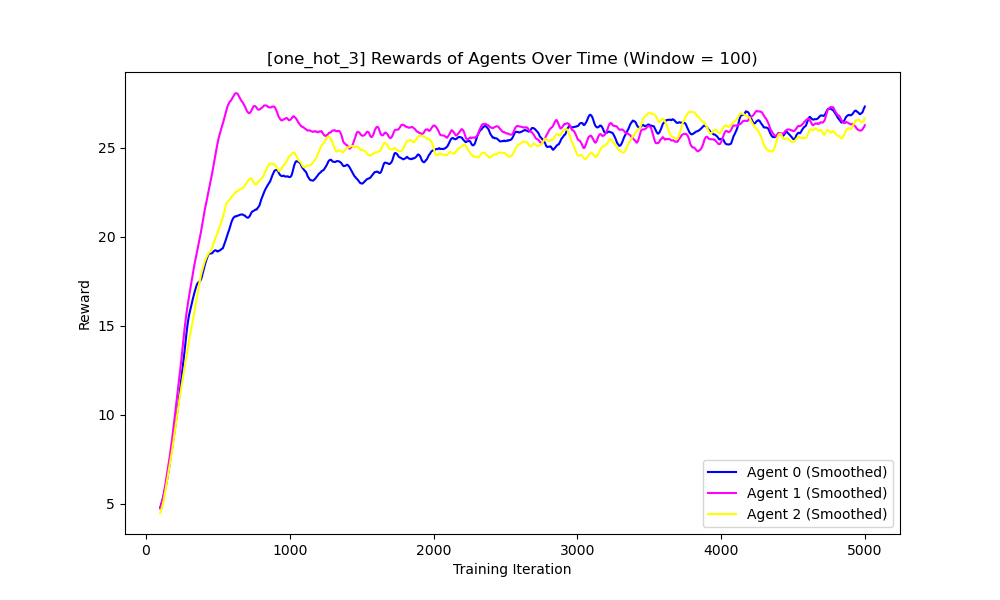 [one_hot_3] Rewards of Agents Over Time (Window = 100)
Reward
25
20
15
10
5
0
1000
2000
3000
4000
5000
Training Iteration
Agent 0 (Smoothed)
Agent 1 (Smoothed)
Agent 2 (Smoothed)